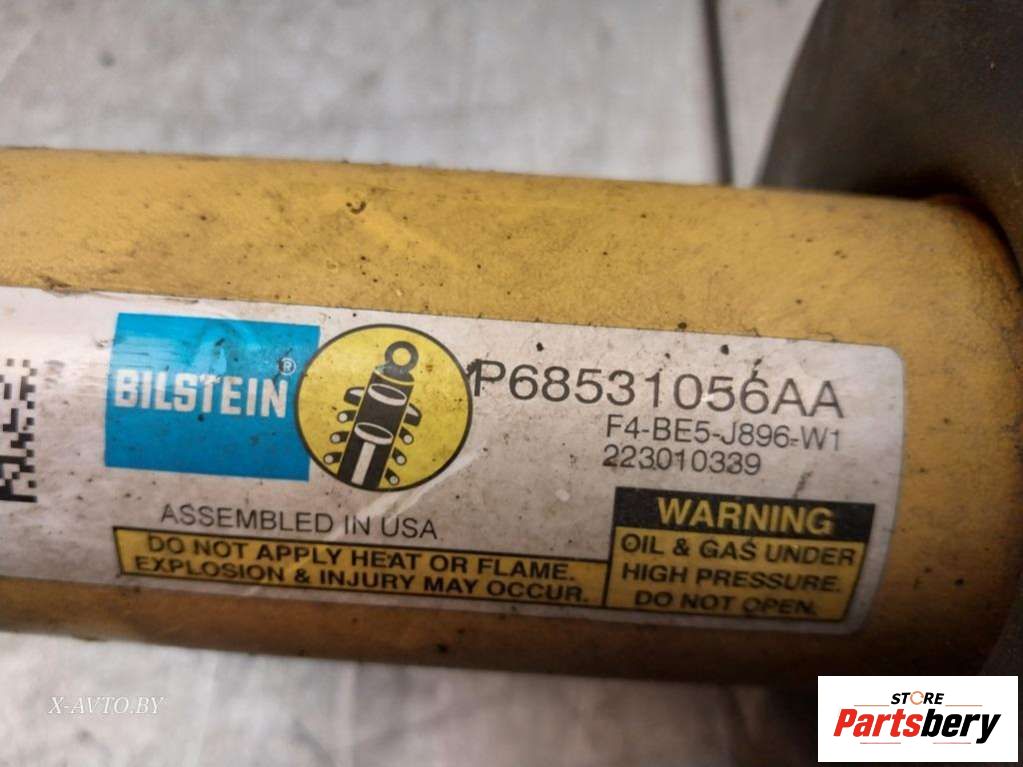 BILSTEIN®
P68531056AA
F4-BE5-J896-W1
223010339
ASSEMBLED IN USA
DO NOT APPLY HEAT OR FLAME.
EXPLOSION & INJURY MAY OCCUR.
WARNING
OIL & GAS UNDER
HIGH PRESSURE.
DO NOT OPEN.
X-AVTO.BY
STORE
Partsbery